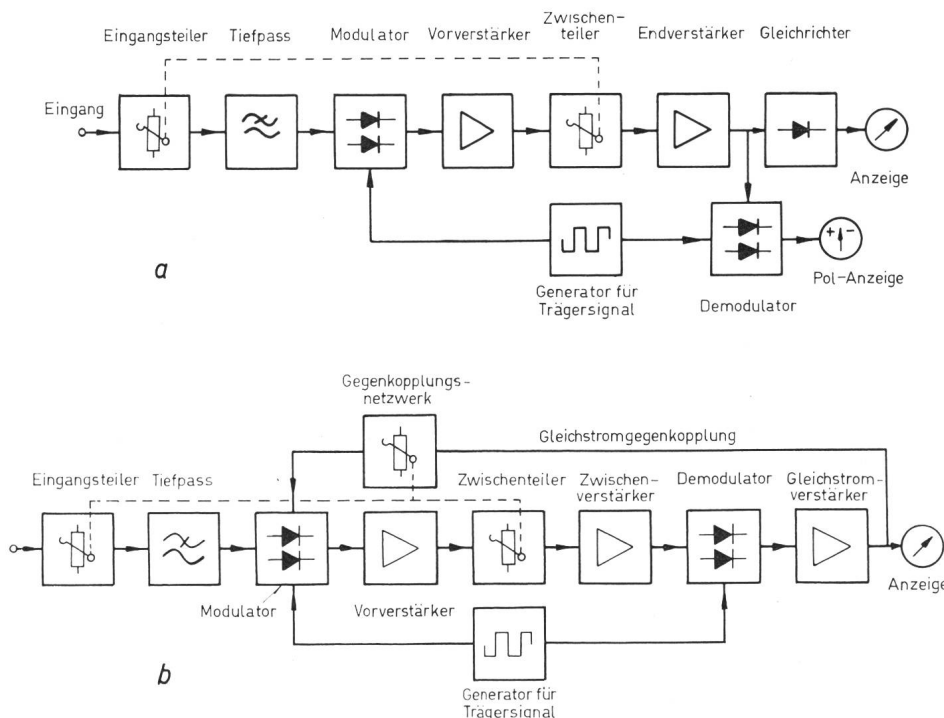 Zwischen-
Eingangsteiler Tiefpass Modulator Vorverstärker teiler Endverstärker Gleichrichter
Eingang
Anzeige
+ -
a
Generator für
Trägersignal
Demodulator
Pol-Anzeige
Gegenkopplungs-
netzwerk
Gleichstromgegenkopplung
Eingangsteiler Tiefpass Zwischenteiler Zwischen-
verstärker
Demodulator
Gleichstrom-
verstärker
Modulator
Vorverstärker
Anzeige
b
Generator für
Trägersignal